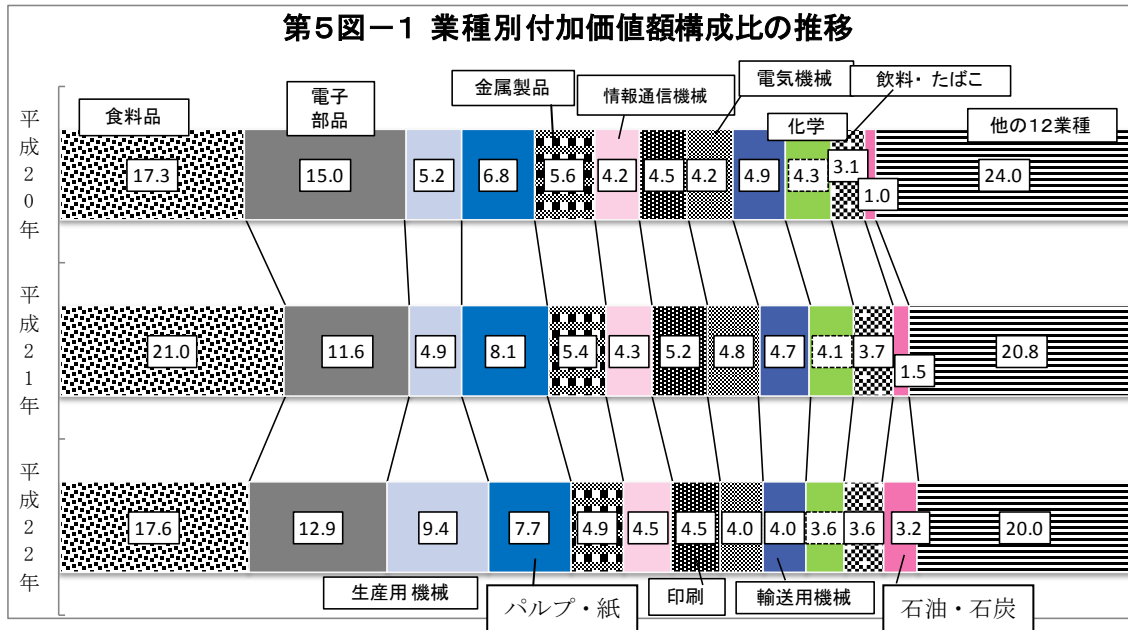 第5図－1 業種別付加価値額構成比の推移
食料品
電子
部品
金属製品
情報通信機械
電気機械
化学
飲料・たばこ
他の12業種
平成20年
17.3
15.0
5.2
6.8
5.6
4.2
4.5
4.2
4.9
4.3
3.1
1.0
24.0
平成21年
21.0
11.6
4.9
8.1
5.4
4.3
5.2
4.8
4.7
4.1
3.7
1.5
20.8
平成22年
17.6
12.9
9.4
7.7
4.9
4.5
4.5
4.0
4.0
3.6
3.6
3.2
20.0
生産用機械
パルプ・紙
印刷
輸送用機械
石油・石炭